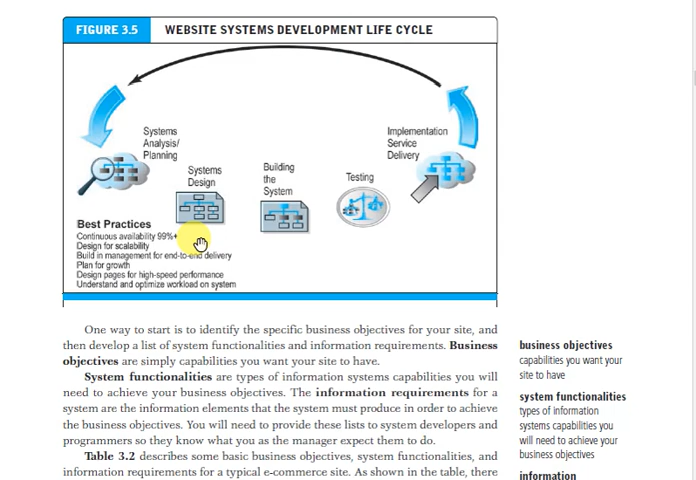 FIGURE 3.5 WEBSITE SYSTEMS DEVELOPMENT LIFE CYCLE
Systems
Analysis/
Planning
Systems
Design
Building
the
System
Testing
Implementation
Service
Delivery
Best Practices
Continuous availability 99%+
Design for scalability
Build in management for end-to-end delivery
Plan for growth
Design pages for high-speed performance
Understand and optimize workload on system
One way to start is to identify the specific business objectives for your site, and
then develop a list of system functionalities and information requirements. Business
objectives are simply capabilities you want your site to have.
System functionalities are types of information systems capabilities you will
need to achieve your business objectives. The information requirements for a
system are the information elements that the system must produce in order to achieve
the business objectives. You will need to provide these lists to system developers and
programmers so they know what you as the manager expect them to do.
Table 3.2 describes some basic business objectives, system functionalities, and
information requirements for a typical e-commerce site. As shown in the table, there
business objectives
capabilities you want your
site to have
system functionalities
types of information
systems capabilities you
will need to achieve your
business objectives
information